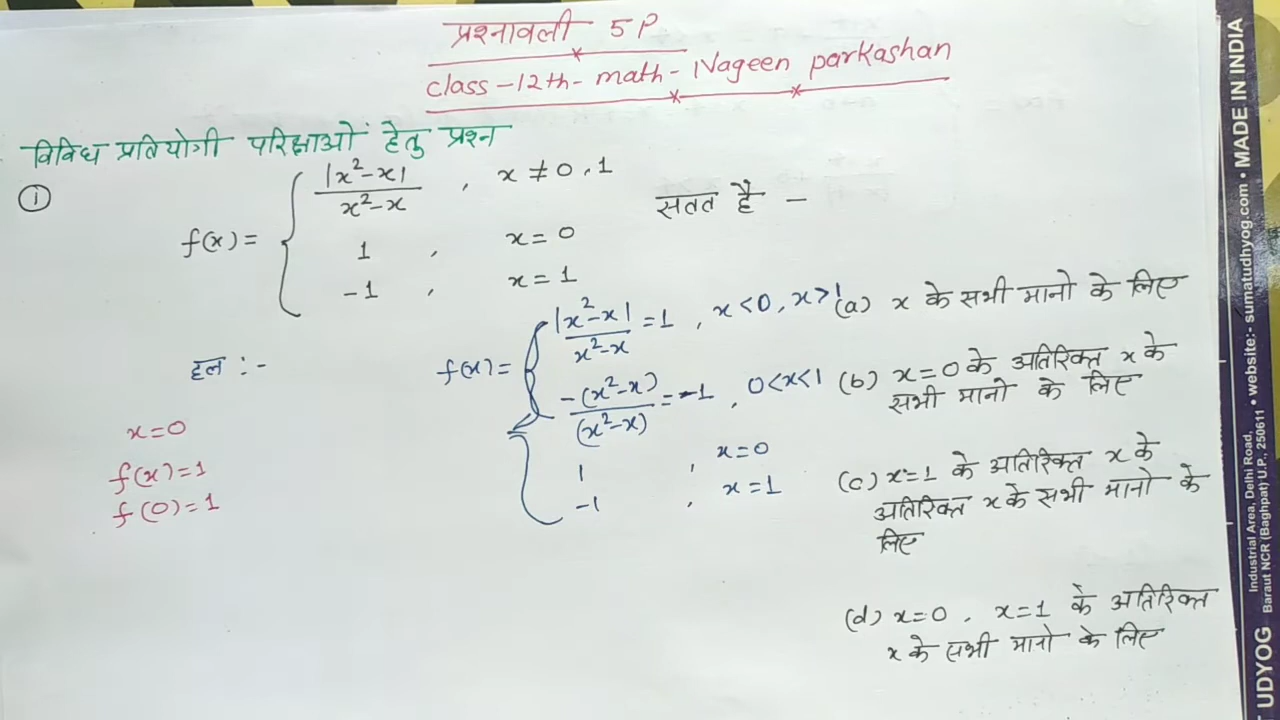 प्रश्नावली 5P
class-12th-math-Nageen parkashan
विविध प्रतियोगी परिक्षाओं हेतु प्रश्न
① f(x)= { |x²-x| / x²-x , x≠0,1
1 , x=0
-1 , x=1
सतत है -
(a) x के सभी मानो के लिए
(b) x=0 के अतिरिक्त x के
सभी मानो के लिए
(c) x=1 के अतिरिक्त x के
अतिरिक्त x के सभी मानो के
लिए
(d) x=0 , x=1 के अतिरिक्त
x के सभी मानो के लिए
हल :-
f(x)= { |x²-x| / x²-x =1 , x<0, x>1
-(x²-x) / (x²-x) =-1 , 0<x<1
1 , x=0
-1 , x=1
x=0
f(x)=1
f(0)=1
UDYOG Industrial Area, Delhi Road,
Baraut NCR (Baghpat) U.P., 250611 • website:- sumatudhyog.com • MADE IN INDIA